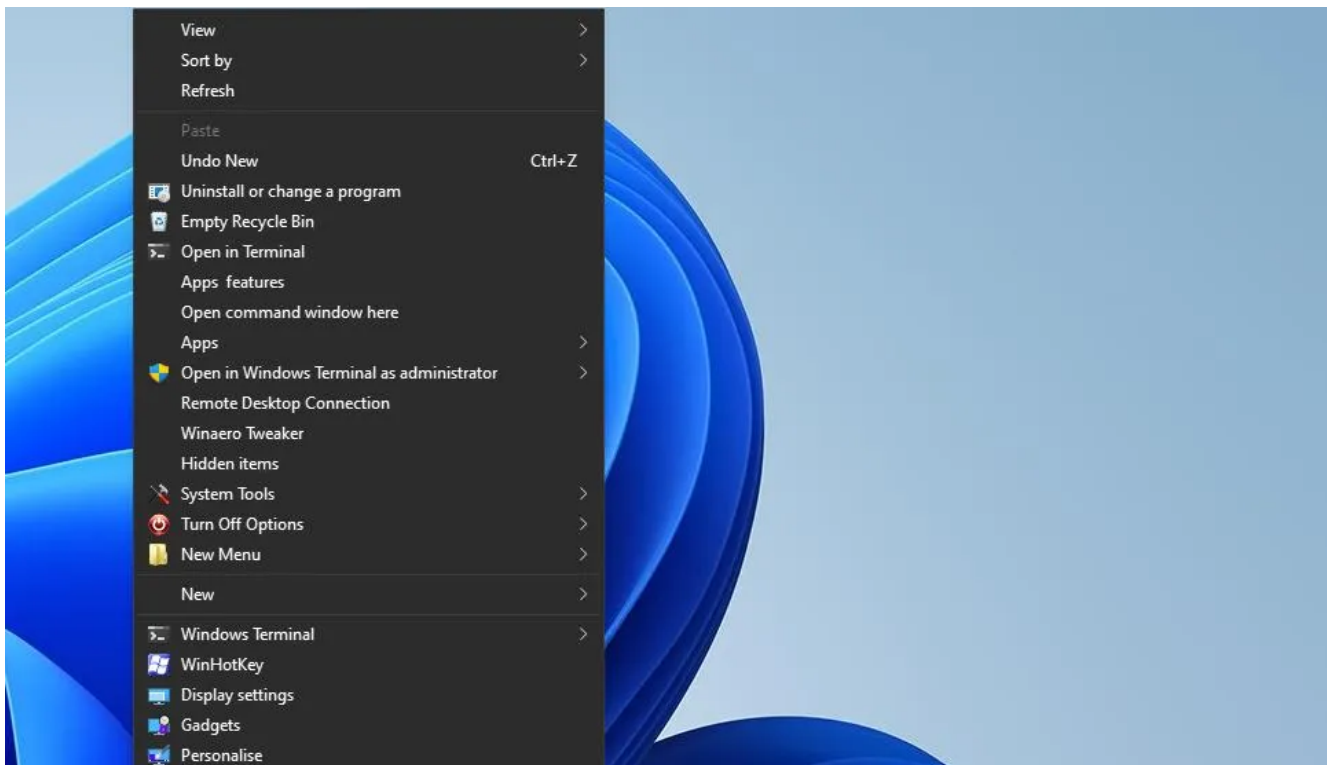 View
Sort by
Refresh
Paste
Undo New Ctrl+Z
Uninstall or change a program
Empty Recycle Bin
Open in Terminal
Apps  features
Open command window here
Apps
Open in Windows Terminal as administrator
Remote Desktop Connection
Winaero Tweaker
Hidden items
System Tools
Turn Off Options
New Menu
New
Windows Terminal
WinHotKey
Display settings
Gadgets
Personalise